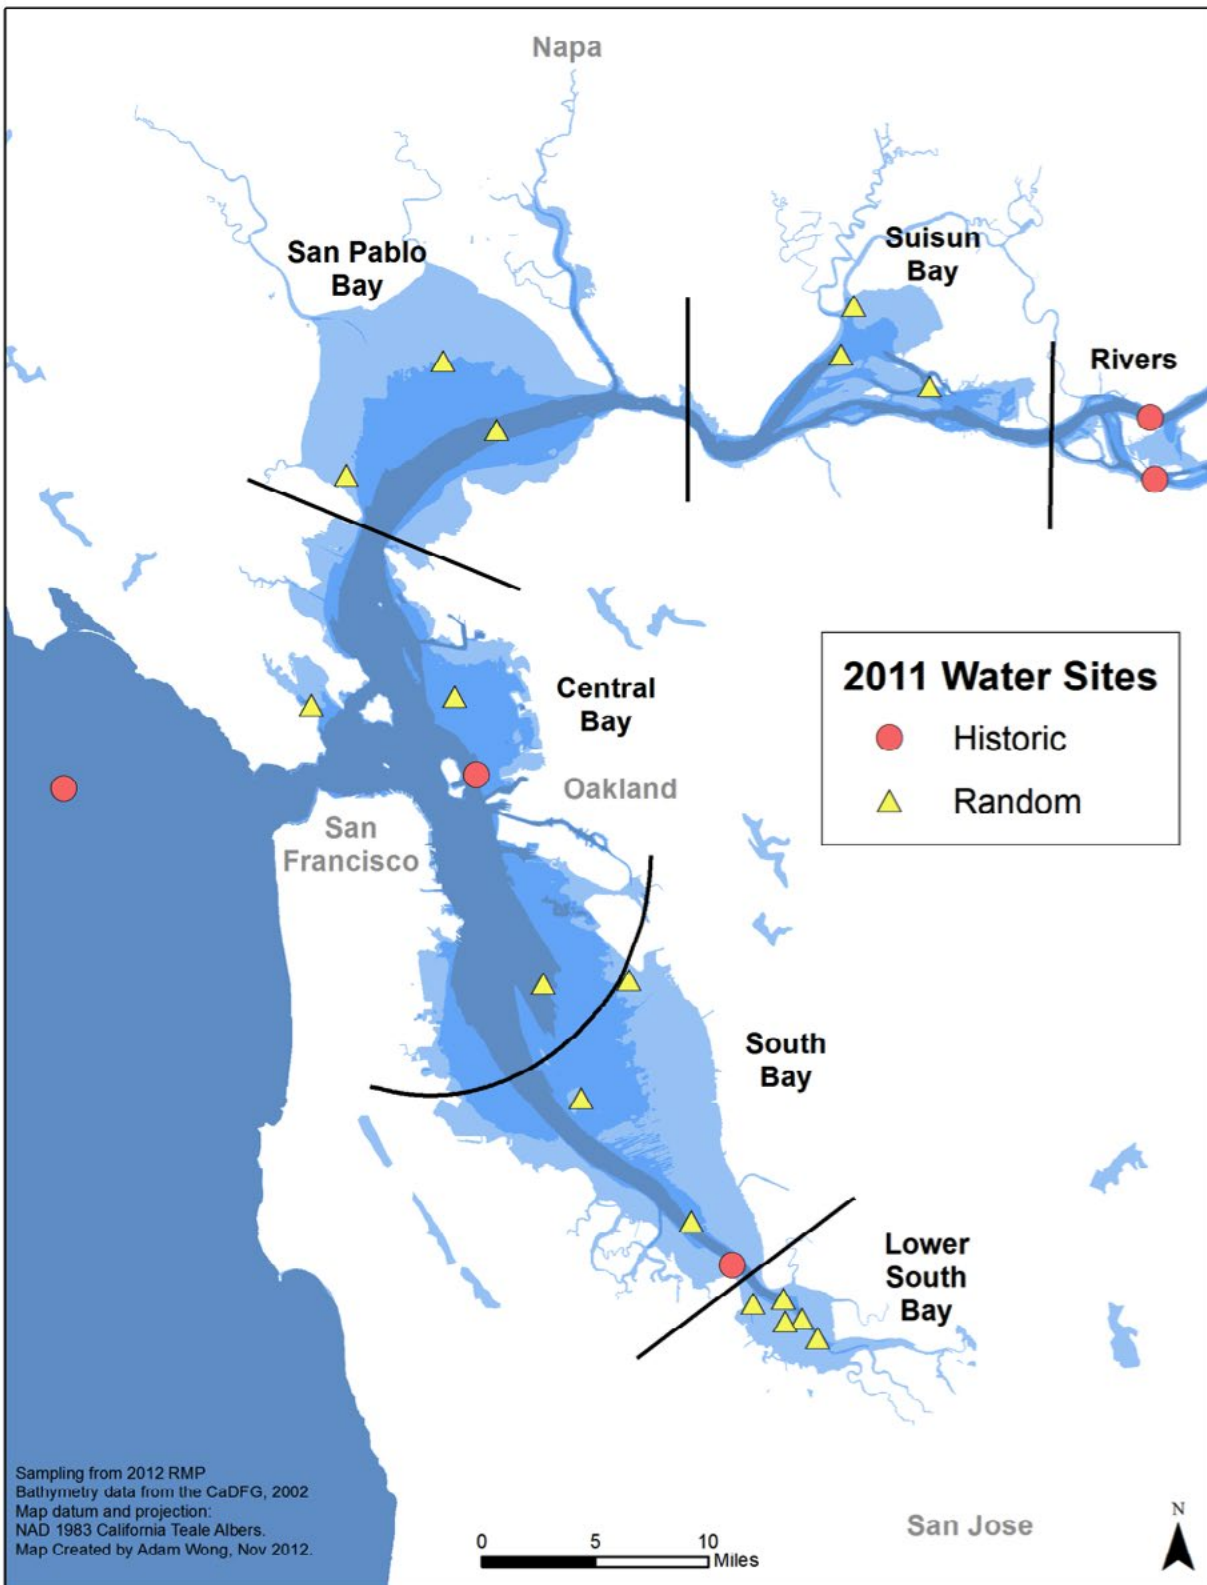 Napa
San Pablo
Bay
Suisun
Bay
Rivers
2011 Water Sites
Historic
Random
Central
Bay
Oakland
San
Francisco
South
Bay
Lower
South
Bay
Sampling from 2012 RMP
Bathymetry data from the CaDFG, 2002
Map datum and projection:
NAD 1983 California Teale Albers.
Map Created by Adam Wong, Nov 2012.
0 5 10
Miles
San Jose
N